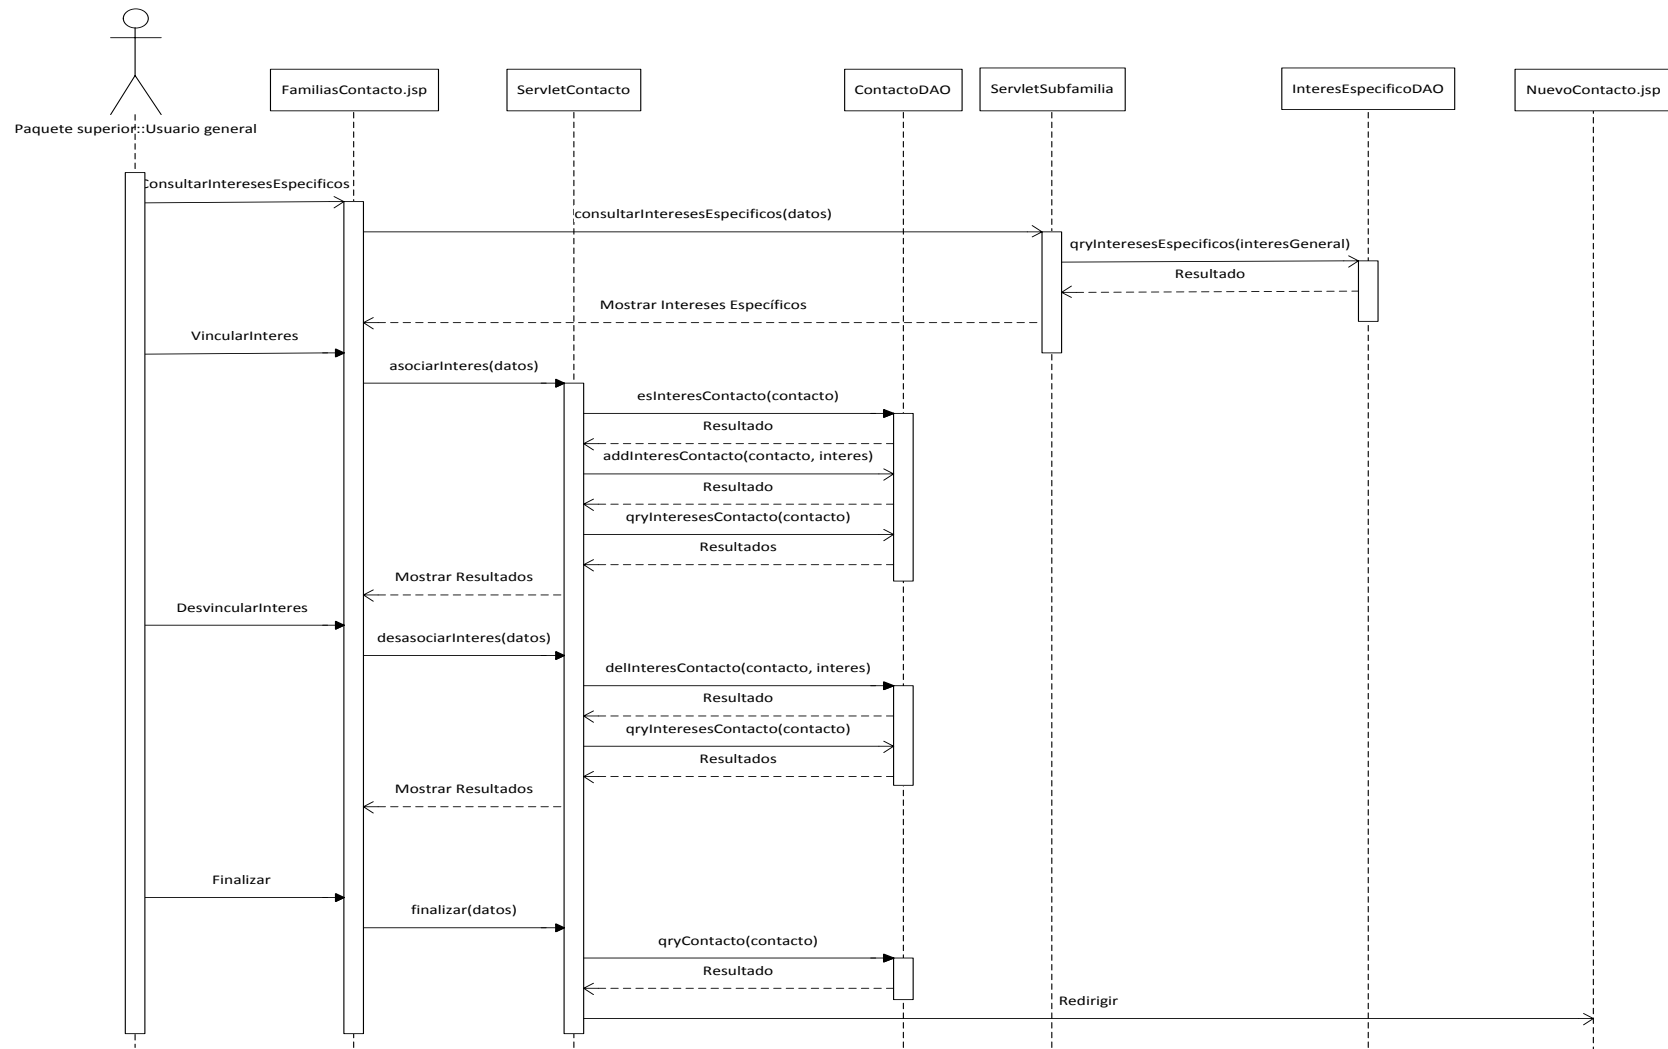 FamiliasContacto.jsp
ServletContacto
ContactoDAO
ServletSubfamilia
InteresEspecificoDAO
NuevoContacto.jsp
Paquete superior::Usuario general
ConsultarInteresesEspecificos
consultarInteresesEspecificos(datos)
qryInteresesEspecificos(interesGeneral)
Resultado
Mostrar Intereses Específicos
VincularInteres
asociarInteres(datos)
esInteresContacto(contacto)
Resultado
addInteresContacto(contacto, interes)
Resultado
qryInteresesContacto(contacto)
Resultados
Mostrar Resultados
DesvincularInteres
desasociarInteres(datos)
delInteresContacto(contacto, interes)
Resultado
qryInteresesContacto(contacto)
Resultados
Mostrar Resultados
Finalizar
finalizar(datos)
qryContacto(contacto)
Resultado
Redirigir